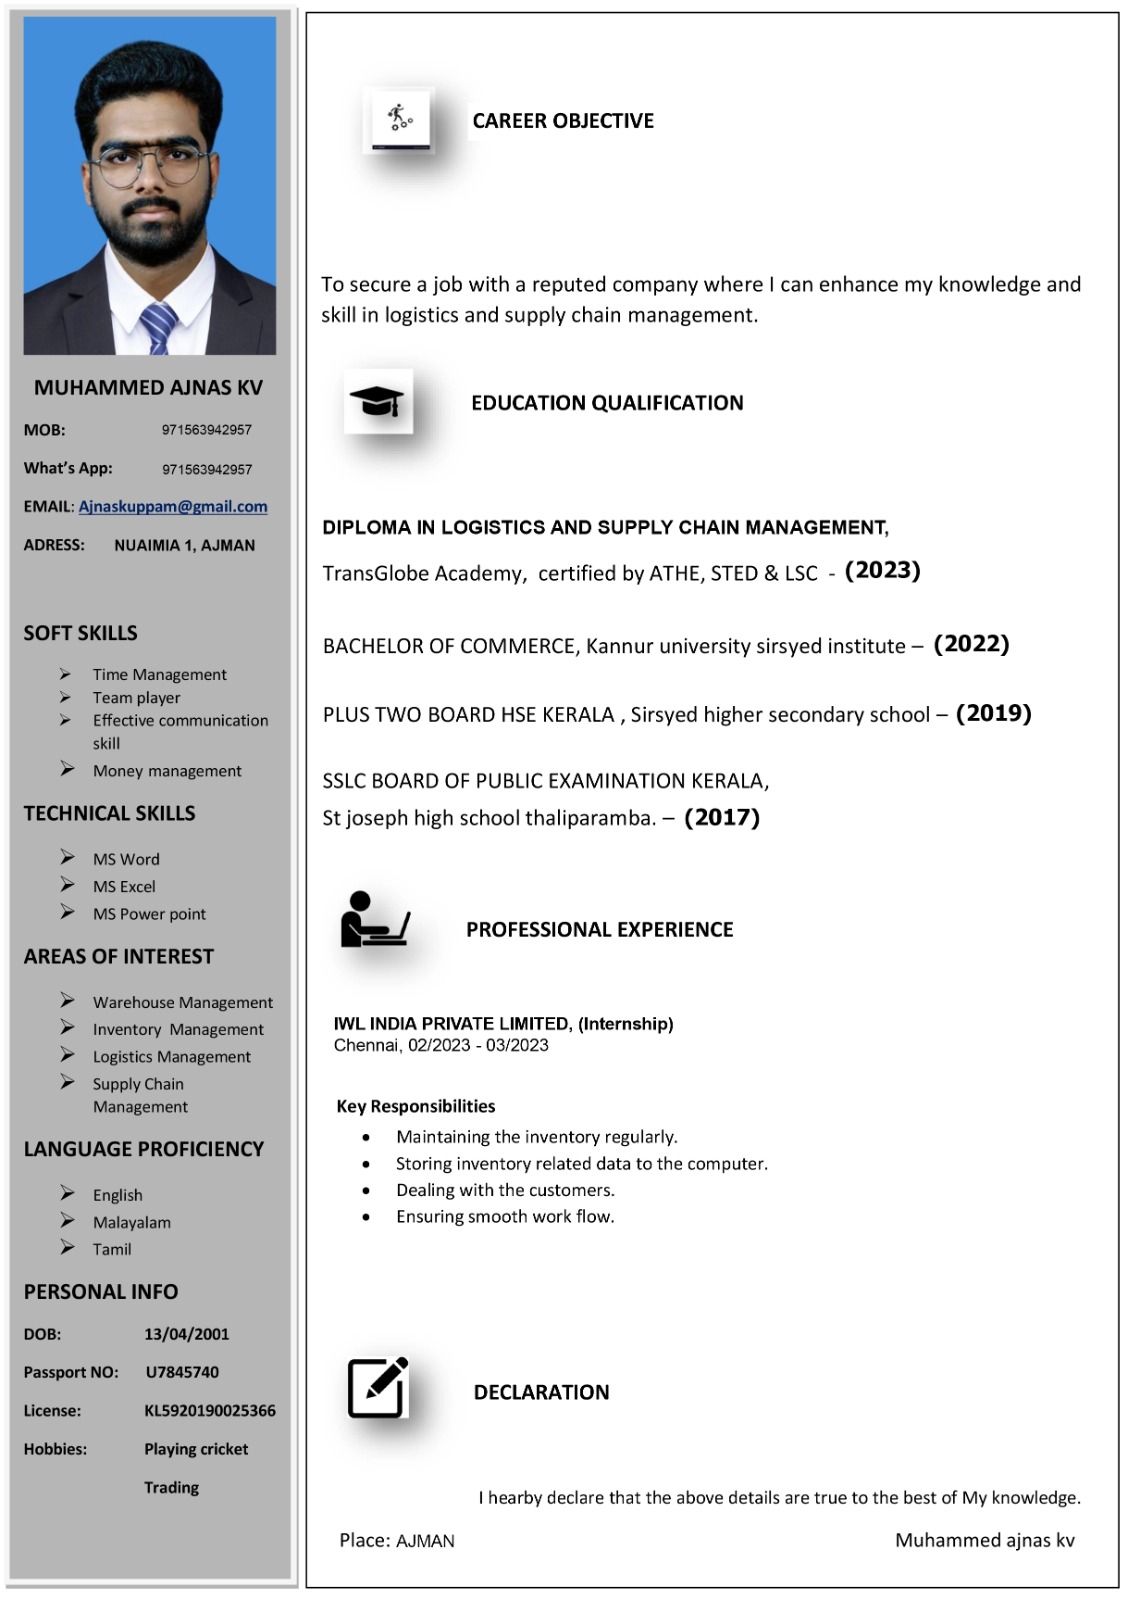 MUHAMMED AJNAS KV
MOB: 971563942957
What's App: 971563942957
EMAIL: Ajnaskuppam@gmail.com
ADRESS: NUAIMIA 1, AJMAN
SOFT SKILLS
Time Management
Team player
Effective communication
skill
Money management
TECHNICAL SKILLS
MS Word
MS Excel
MS Power point
AREAS OF INTEREST
Warehouse Management
Inventory Management
Logistics Management
Supply Chain
Management
LANGUAGE PROFICIENCY
English
Malayalam
Tamil
PERSONAL INFO
DOB: 13/04/2001
Passport NO: U7845740
License: KL5920190025366
Hobbies: Playing cricket
Trading
CAREER OBJECTIVE
To secure a job with a reputed company where I can enhance my knowledge and
skill in logistics and supply chain management.
EDUCATION QUALIFICATION
DIPLOMA IN LOGISTICS AND SUPPLY CHAIN MANAGEMENT,
TransGlobe Academy, certified by ATHE, STED & LSC - (2023)
BACHELOR OF COMMERCE, Kannur university sirsyed institute – (2022)
PLUS TWO BOARD HSE KERALA , Sirsyed higher secondary school – (2019)
SSLC BOARD OF PUBLIC EXAMINATION KERALA,
St joseph high school thaliparamba. – (2017)
PROFESSIONAL EXPERIENCE
IWL INDIA PRIVATE LIMITED, (Internship)
Chennai, 02/2023 - 03/2023
Key Responsibilities
• Maintaining the inventory regularly.
• Storing inventory related data to the computer.
• Dealing with the customers.
• Ensuring smooth work flow.
DECLARATION
I hearby declare that the above details are true to the best of My knowledge.
Place: AJMAN Muhammed ajnas kv